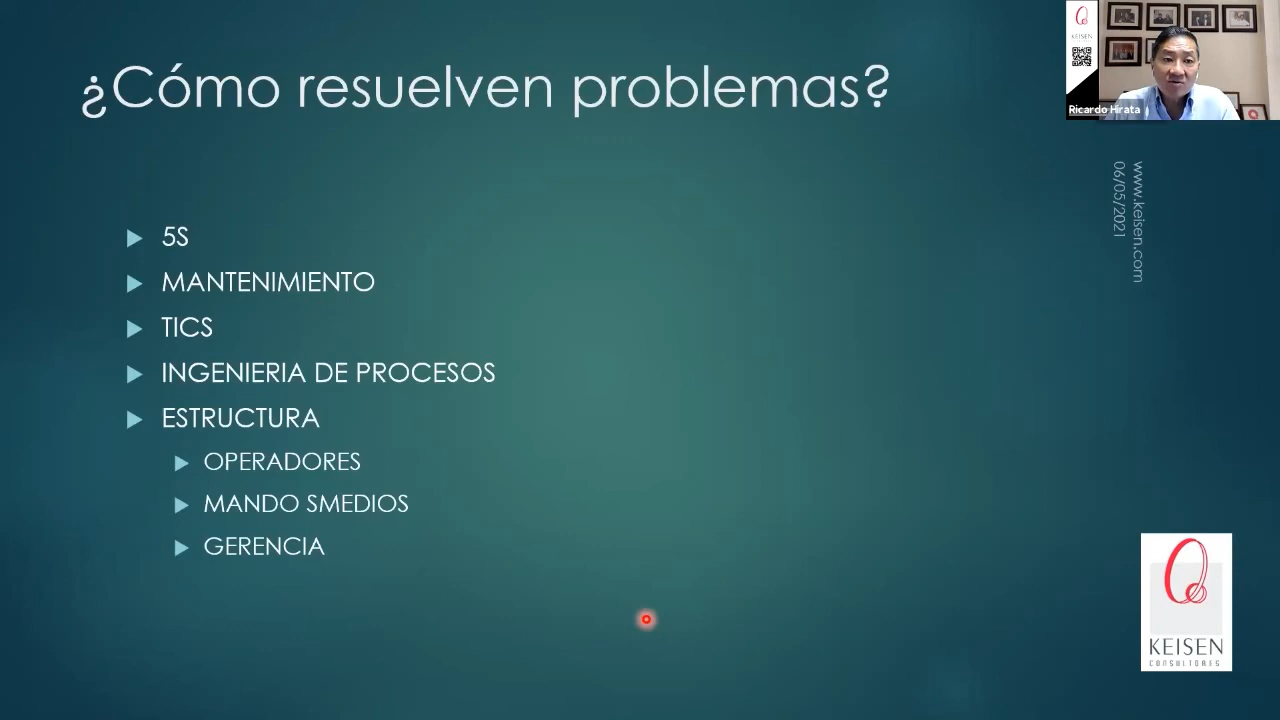 ¿Cómo resuelven problemas?
KEISEN
Ricardo Hirata
www.keisen.com
06/05/2021
5S
MANTENIMIENTO
TICS
INGENIERIA DE PROCESOS
ESTRUCTURA
OPERADORES
MANDO SMEDIOS
GERENCIA
KEISEN
CONSULTORES